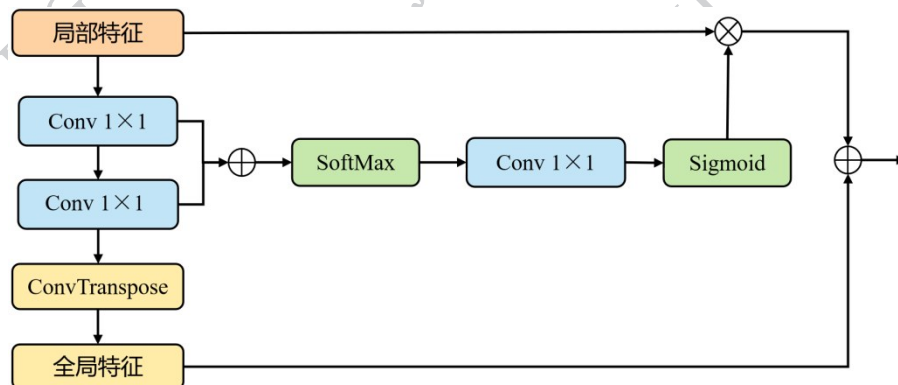 局部特征
Conv 1×1
Conv 1×1
SoftMax
Conv 1×1
Sigmoid
ConvTranspose
全局特征